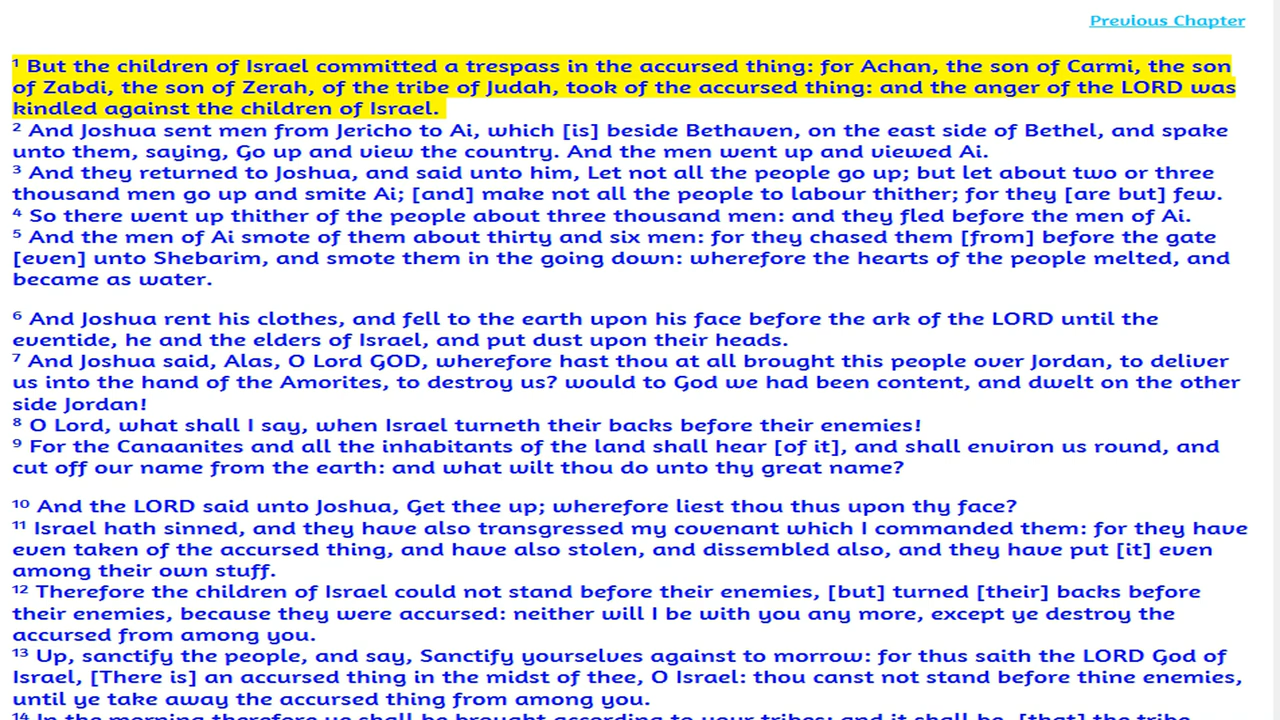 Previous Chapter
¹ But the children of Israel committed a trespass in the accursed thing: for Achan, the son of Carmi, the son
of Zabdi, the son of Zerah, of the tribe of Judah, took of the accursed thing: and the anger of the LORD was
kindled against the children of Israel.
² And Joshua sent men from Jericho to Ai, which [is] beside Bethaven, on the east side of Bethel, and spake
unto them, saying, Go up and view the country. And the men went up and viewed Ai.
³ And they returned to Joshua, and said unto him, Let not all the people go up; but let about two or three
thousand men go up and smite Ai; [and] make not all the people to labour thither; for they [are but] few.
⁴ So there went up thither of the people about three thousand men: and they fled before the men of Ai.
⁵ And the men of Ai smote of them about thirty and six men: for they chased them [from] before the gate
[even] unto Shebarim, and smote them in the going down: wherefore the hearts of the people melted, and
became as water.
⁶ And Joshua rent his clothes, and fell to the earth upon his face before the ark of the LORD until the
eventide, he and the elders of Israel, and put dust upon their heads.
⁷ And Joshua said, Alas, O Lord GOD, wherefore hast thou at all brought this people over Jordan, to deliver
us into the hand of the Amorites, to destroy us? would to God we had been content, and dwelt on the other
side Jordan!
⁸ O Lord, what shall I say, when Israel turneth their backs before their enemies!
⁹ For the Canaanites and all the inhabitants of the land shall hear [of it], and shall environ us round, and
cut off our name from the earth: and what wilt thou do unto thy great name?
¹⁰ And the LORD said unto Joshua, Get thee up; wherefore liest thou thus upon thy face?
¹¹ Israel hath sinned, and they have also transgressed my covenant which I commanded them: for they have
even taken of the accursed thing, and have also stolen, and dissembled also, and they have put [it] even
among their own stuff.
¹² Therefore the children of Israel could not stand before their enemies, [but] turned [their] backs before
their enemies, because they were accursed: neither will I be with you any more, except ye destroy the
accursed from among you.
¹³ Up, sanctify the people, and say, Sanctify yourselves against to morrow: for thus saith the LORD God of
Israel, [There is] an accursed thing in the midst of thee, O Israel: thou canst not stand before thine enemies,
until ye take away the accursed thing from among you.
¹⁴ In the morning therefore ye shall be brought according to your tribes: and it shall be, [that] the tribe